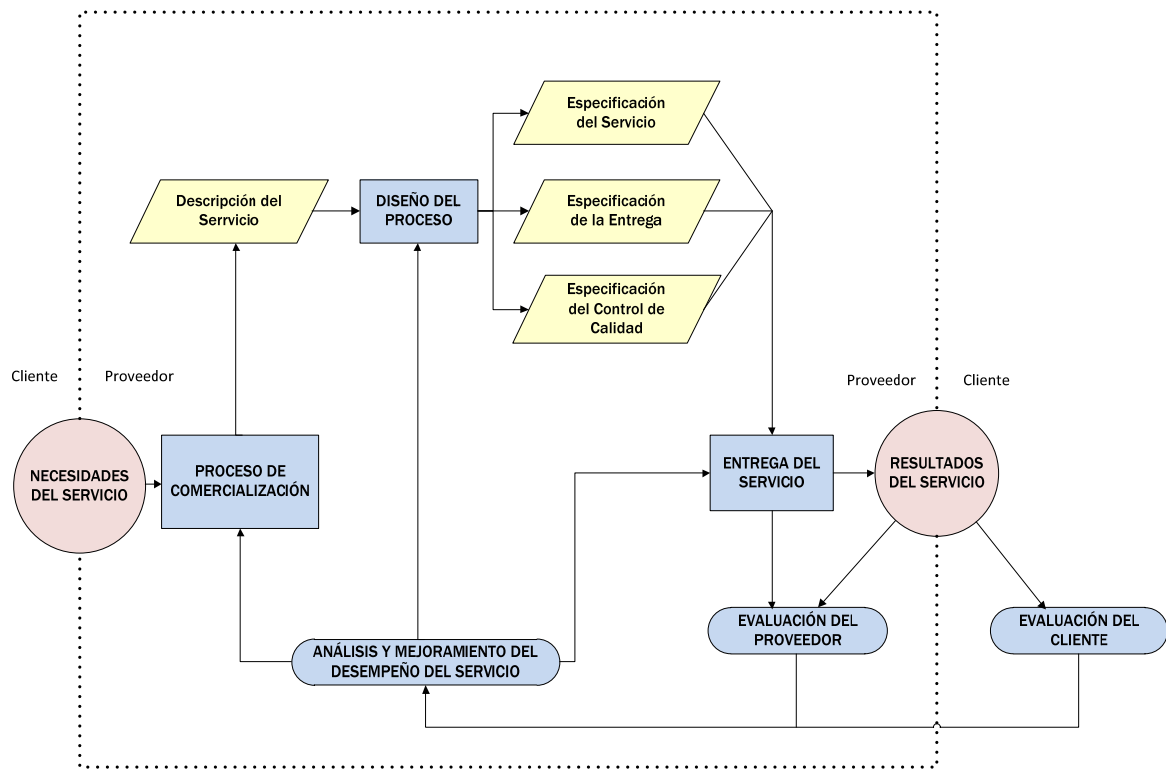 Especificación
del Servicio
Descripción del
Serrvicio
DISEÑO DEL
PROCESO
Especificación
de la Entrega
Especificación
del Control de
Calidad
Cliente
Proveedor
Proveedor
Cliente
NECESIDADES
DEL SERVICIO
PROCESO DE
COMERCIALIZACIÓN
ENTREGA DEL
SERVICIO
RESULTADOS
DEL SERVICIO
ANÁLISIS Y MEJORAMIENTO DEL
DESEMPEÑO DEL SERVICIO
EVALUACIÓN DEL
PROVEEDOR
EVALUACIÓN DEL
CLIENTE